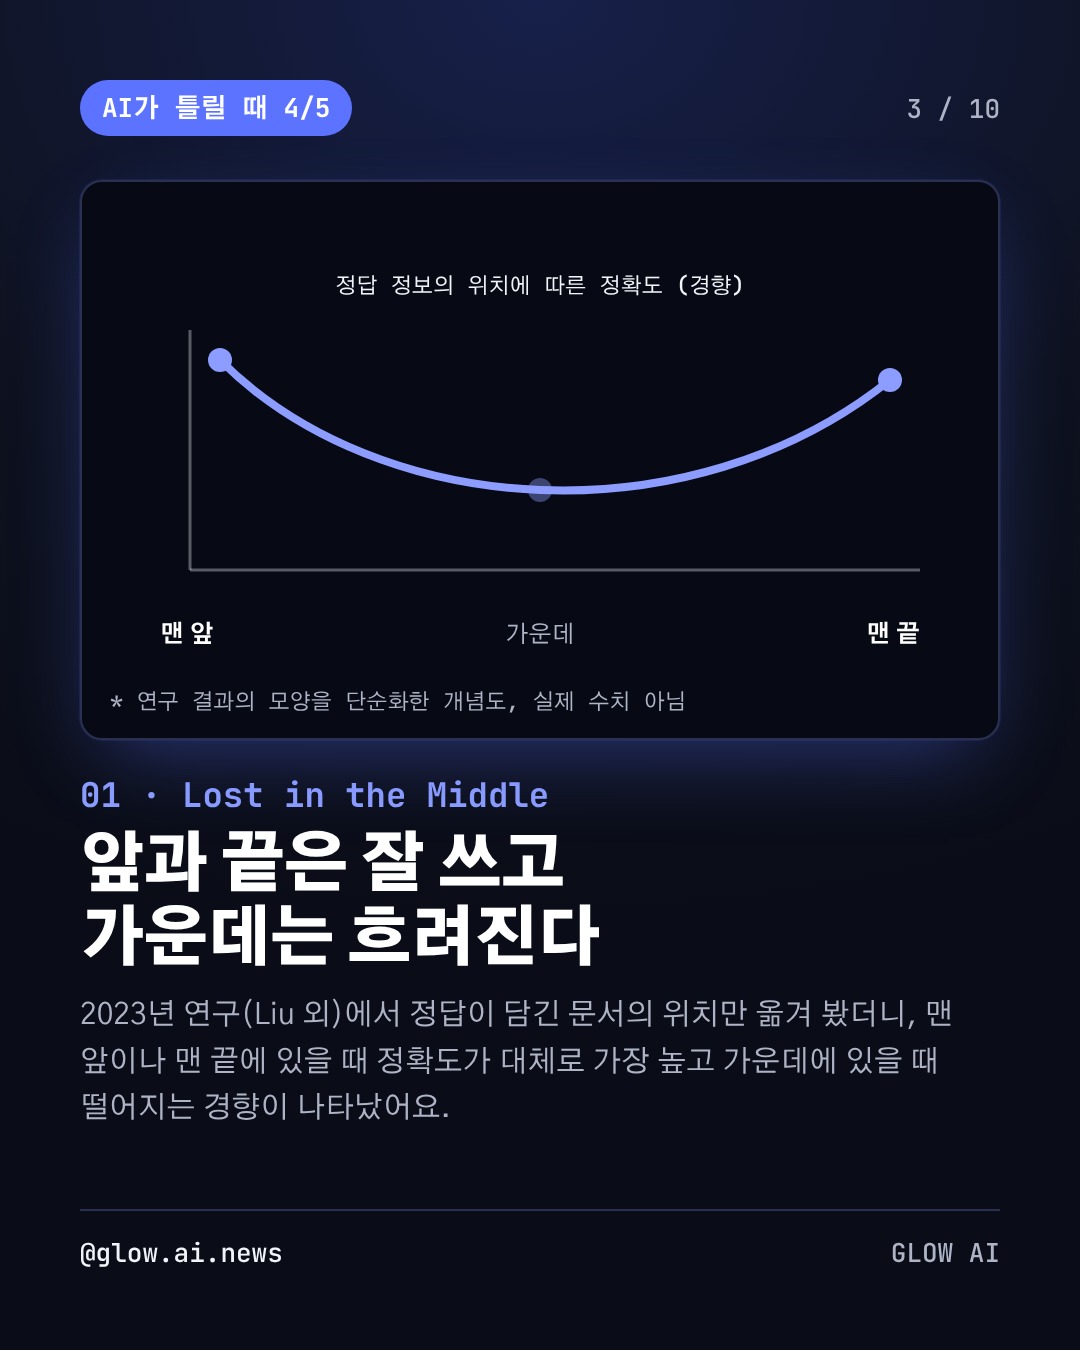 AI가 틀릴 때 4/5
3 / 10
정답 정보의 위치에 따른 정확도 (경향)
맨 앞
가운데
맨 끝
* 연구 결과의 모양을 단순화한 개념도, 실제 수치 아님
01 · Lost in the Middle
앞과 끝은 잘 쓰고
가운데는 흐려진다
2023년 연구(Liu 외)에서 정답이 담긴 문서의 위치만 옮겨 봤더니, 맨
앞이나 맨 끝에 있을 때 정확도가 대체로 가장 높고 가운데에 있을 때
떨어지는 경향이 나타났어요.
@glow.ai.news
GLOW AI